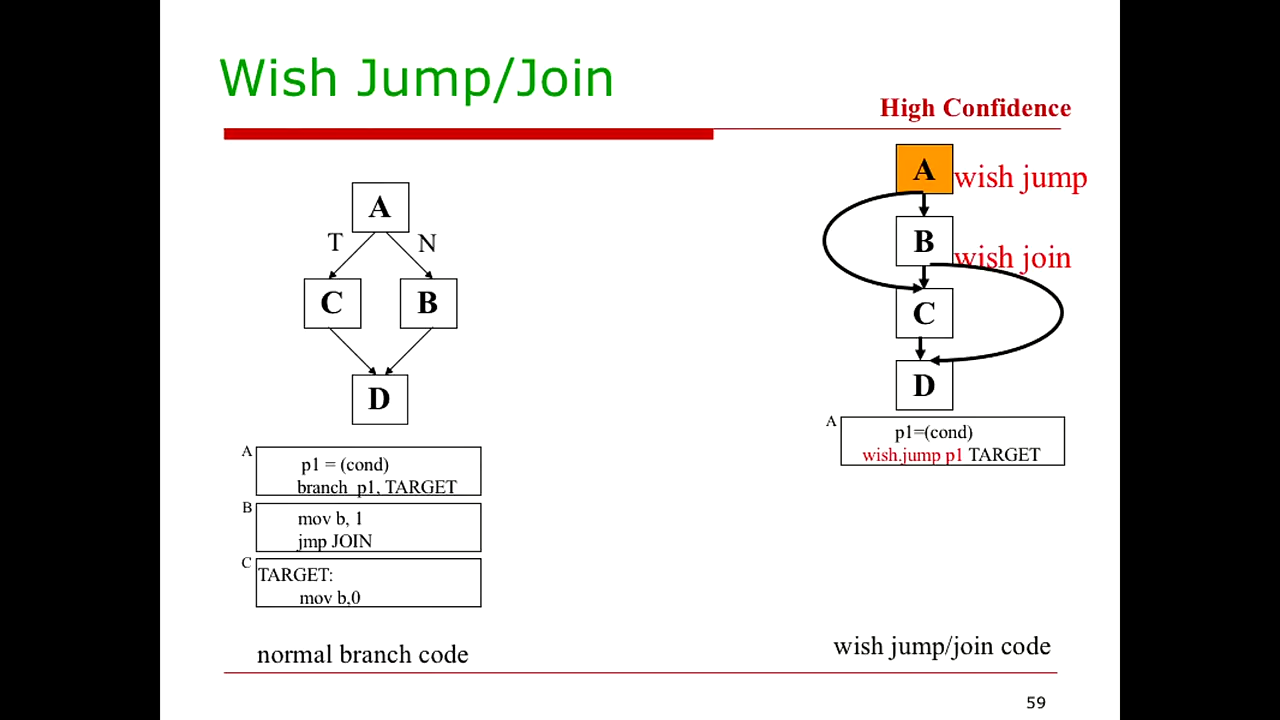 Wish Jump/Join
High Confidence
A
T
N
C
B
D
A
p1 = (cond)
branch p1, TARGET
B
mov b, 1
jmp JOIN
C
TARGET:
mov b,0
normal branch code
A
wish jump
B
wish join
C
D
A
p1=(cond)
wish.jump p1 TARGET
wish jump/join code
59